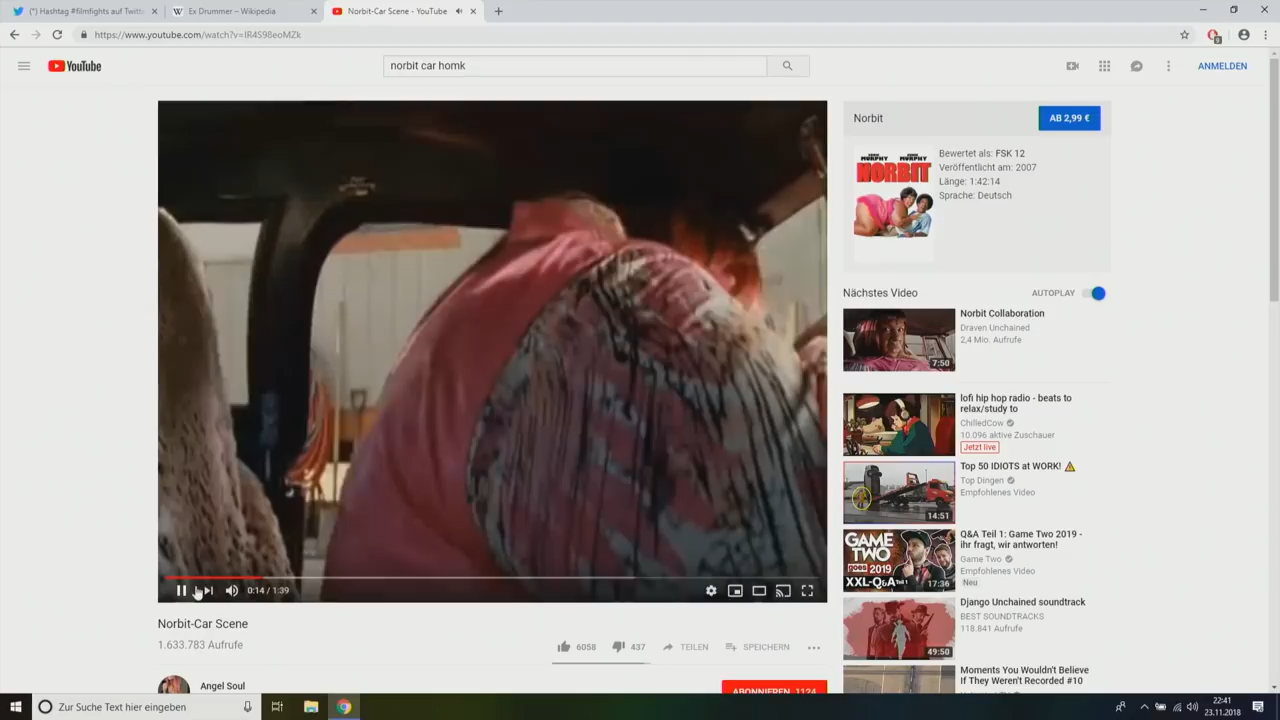 (*) Hashtag #filmfights auf Twitt
Ex Drummer – Wikipedia
Norbit-Car Scene - YouTube
https://www.youtube.com/watch?v=IR4S98eoMZk
YouTube
norbit car homk
ANMELDEN
Norbit
AB 2,99 €
MURPHY MURPHY
NORBIT
Bewertet als: FSK 12
Veröffentlicht am: 2007
Länge: 1:42:14
Sprache: Deutsch
Nächstes Video
AUTOPLAY
Norbit Collaboration
Draven Unchained
2,4 Mio. Aufrufe
7:50
lofi hip hop radio - beats to
relax/study to
ChilledCow
10.096 aktive Zuschauer
Jetzt live
Top 50 IDIOTS at WORK!
Top Dingen
Empfohlenes Video
14:51
Q&A Teil 1: Game Two 2019 -
ihr fragt, wir antworten!
Game Two
Empfohlenes Video
Neu
GAME
TWO
goes
2019
XXL-Q&A Teil 1
17:36
Django Unchained soundtrack
BEST SOUNDTRACKS
118.841 Aufrufe
49:50
Moments You Wouldn't Believe
If They Weren't Recorded #10
0:14 / 1:39
Norbit-Car Scene
1.633.783 Aufrufe
6058
437
TEILEN
SPEICHERN
Angel Soul
ABONNIEREN 1124
Zur Suche Text hier eingeben
22:41
23.11.2018